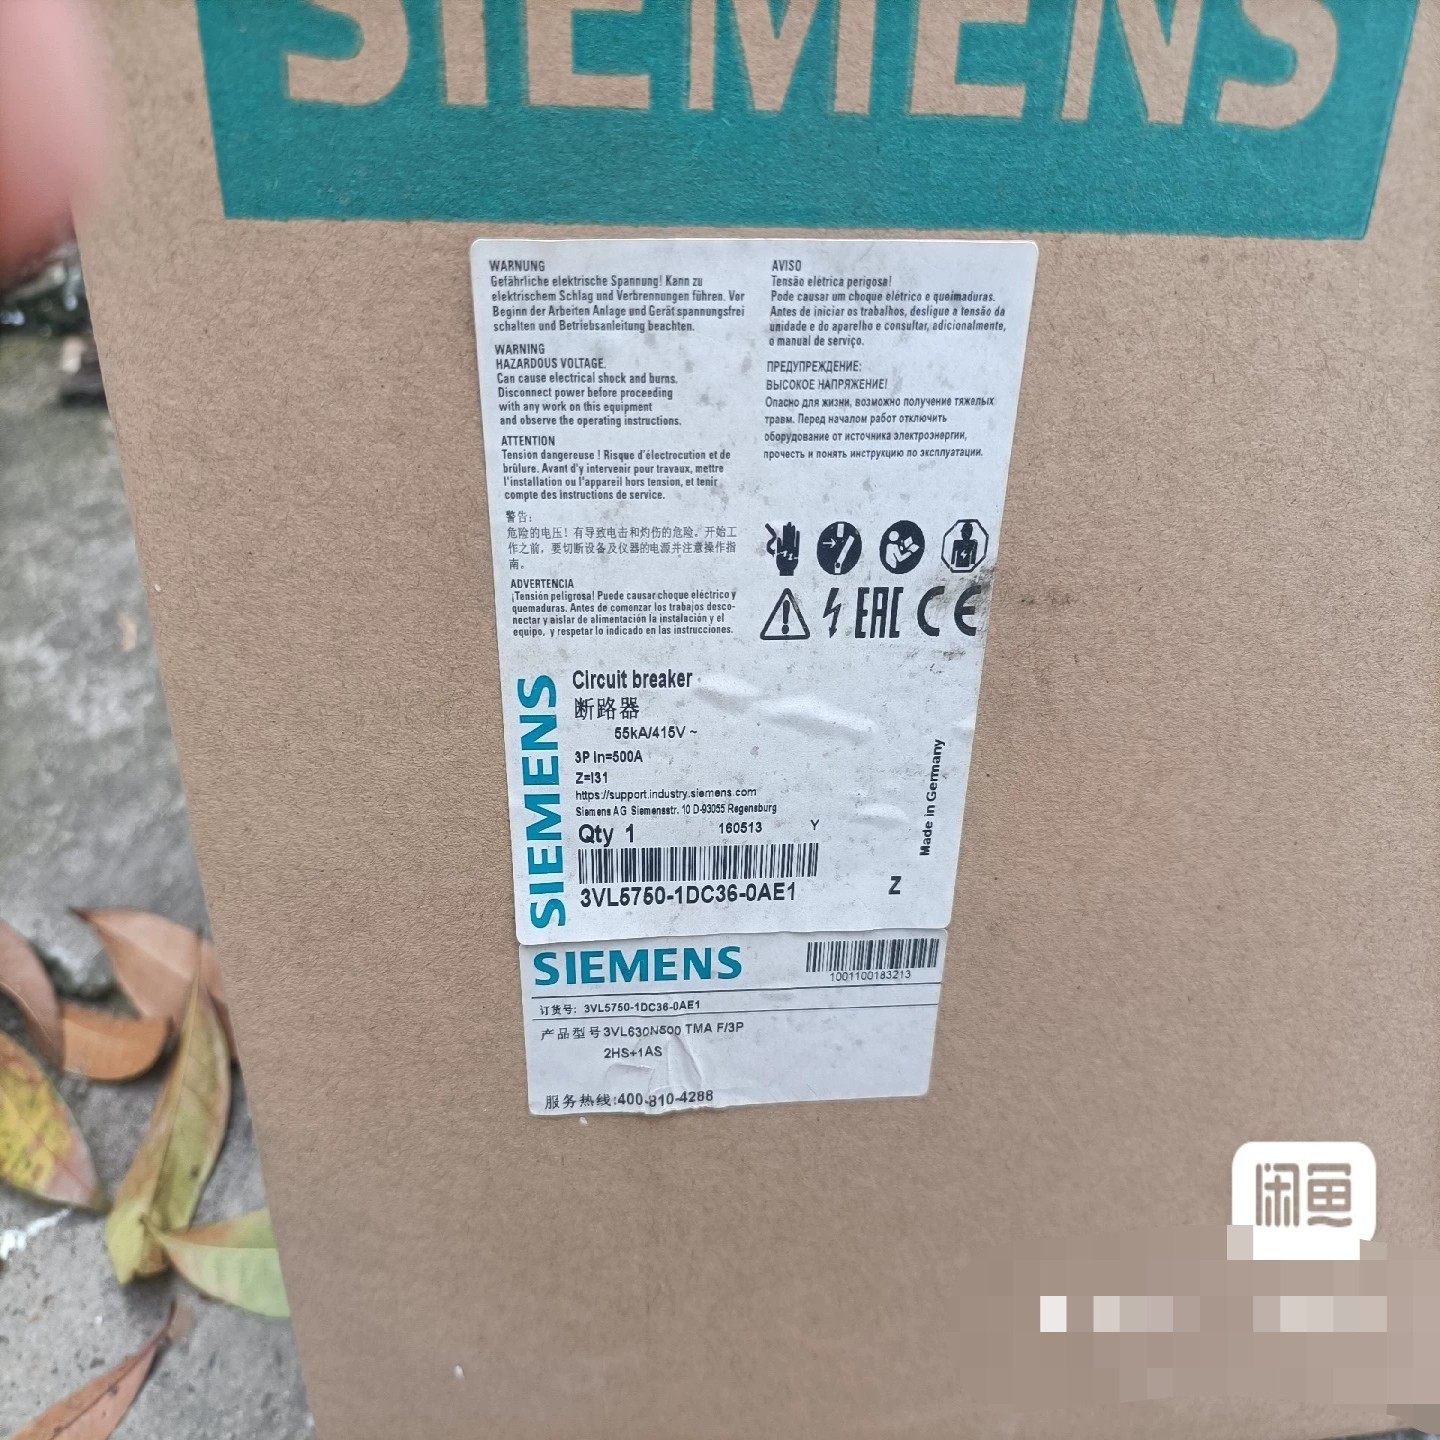 SIEMENS
WARNUNG
Gefährliche elektrische Spannung! Kann zu
elektrischem Schlag und Verbrennungen führen. Vor
Beginn der Arbeiten Anlage und Gerät spannungsfrei
schalten und Betriebsanleitung beachten.
WARNING
HAZARDOUS VOLTAGE.
Can cause electrical shock and burns.
Disconnect power before proceeding
with any work on this equipment
and observe the operating instructions.
ATTENTION
Tension dangereuse ! Risque d'électrocution et de
brûlure. Avant d'y intervenir pour travaux, mettre
l'installation ou l'appareil hors tension, et tenir
compte des instructions de service.
警告:
危险的电压！有导致电击和灼伤的危险。开始工
作之前，要切断设备及仪器的电源并注意操作指
南。
ADVERTENCIA
¡Tensión peligrosa! Puede causar choque eléctrico y
quemaduras. Antes de comenzar los trabajos desco-
nectar y aislar de alimentación la instalación y el
equipo, y respetar lo indicado en las instrucciones.
AVISO
Tensão elétrica perigosa!
Pode causar um choque elétrico e queimaduras.
Antes de iniciar os trabalhos, desligue a tensão da
unidade e do aparelho e consultar, adicionalmente,
o manual de serviço.
ПРЕДУПРЕЖДЕНИЕ:
ВЫСОКОЕ НАПРЯЖЕНИЕ!
Опасно для жизни, возможно получение тяжелых
травм. Перед началом работ отключить
оборудование от источника электроэнергии,
прочесть и понять инструкцию по эксплуатации.
EAC CE
SIEMENS
Circuit breaker
断路器
55kA/415V ~
3P In=500A
Z=I31
https://support.industry.siemens.com
Siemens AG Siemensstr. 10 D-93055 Regensburg
Qty 1 160513 Y
3VL5750-1DC36-0AE1 Z
Made in Germany
SIEMENS
1001100183213
订货号: 3VL5750-1DC36-0AE1
产品型号 3VL630N500 TMA F/3P
2HS+1AS
服务热线:400-810-4288
闲鱼